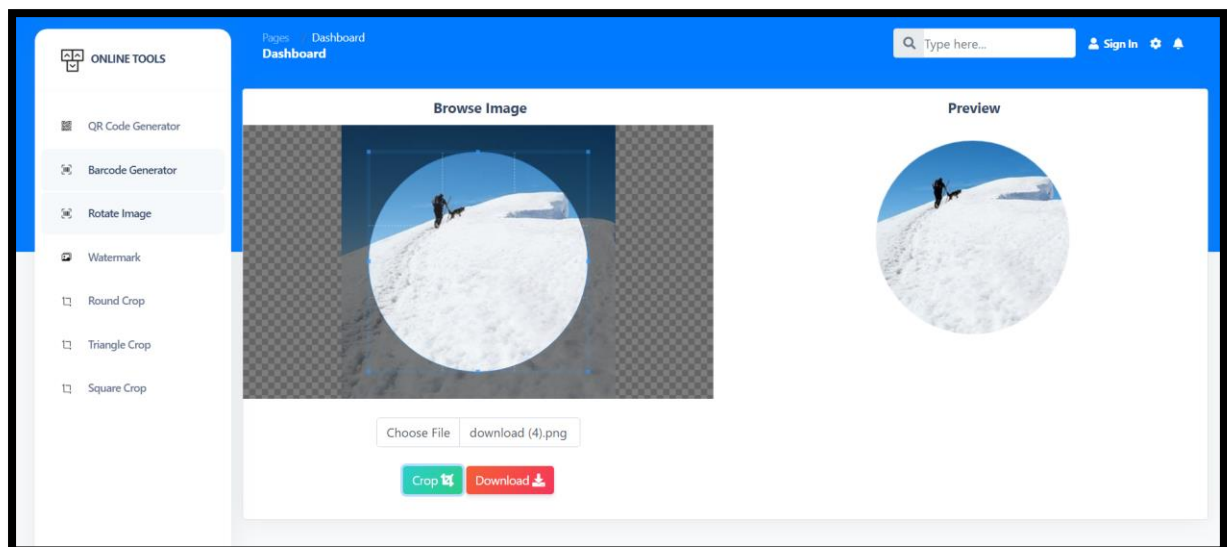 ONLINE TOOLS
QR Code Generator
Barcode Generator
Rotate Image
Watermark
Round Crop
Triangle Crop
Square Crop
Pages / Dashboard
Dashboard
Type here...
Sign In
Browse Image
Choose File download (4).png
Crop
Download
Preview